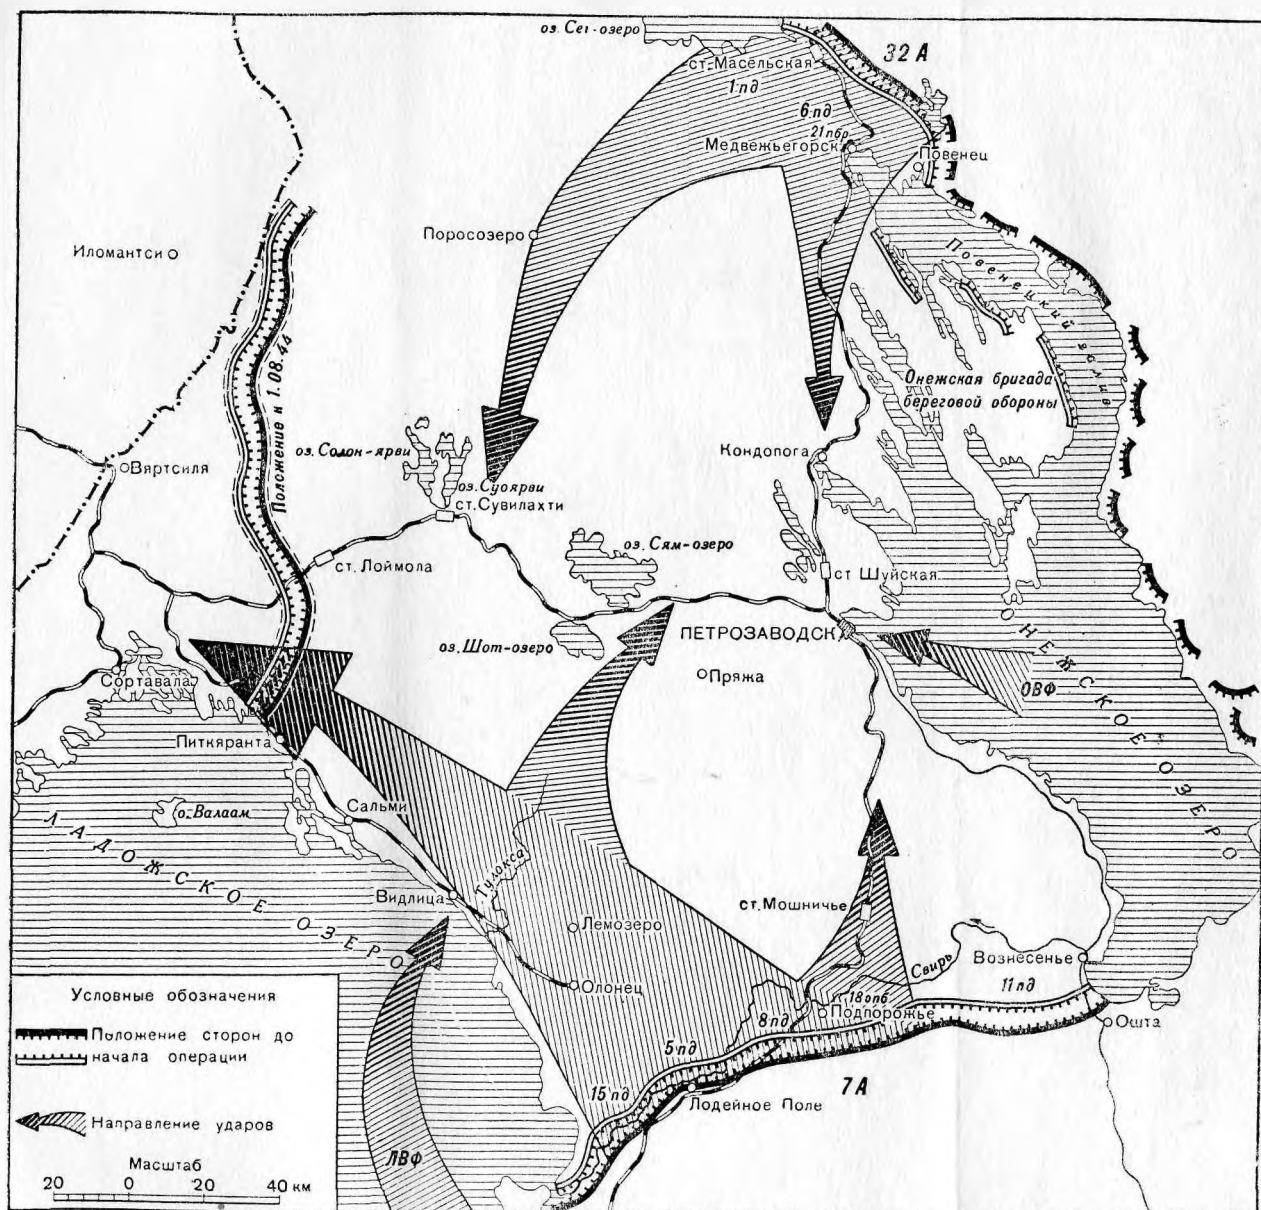 оз. Сег-озеро
32 А
ст. Масельская
1 пд
6 пд
21 пбр
Медвежьегорск
Повенец
Поросозеро
Иломантси
Повенецкий залив
Положение к 1.08.44
Онежская бригада
береговой обороны
Кондопога
оз. Солон-ярви
Вяртсиля
оз. Суоярви
ст. Сувилахти
оз. Сям-озеро
ст. Лоймола
ст Шуйская
ПЕТРОЗАВОДСК
оз. Шот-озеро
Пряжа
Сортавала
ОВФ
ОНЕЖСКОЕ ОЗЕРО
Питкяранта
о. Валаам
Сальми
ЛАДОЖСКОЕ ОЗЕРО
Тулокса
Видлица
ст. Мошничье
Лемозеро
Свирь
Вознесенье
Олонец
11 пд
18 опб
Подпорожье
8 пд
Ошта
5 пд
15 пд
7А
Лодейное Поле
ЛВФ
Условные обозначения
Положение сторон до
начала операции
Направление ударов
Масштаб
20 0 20 40 км